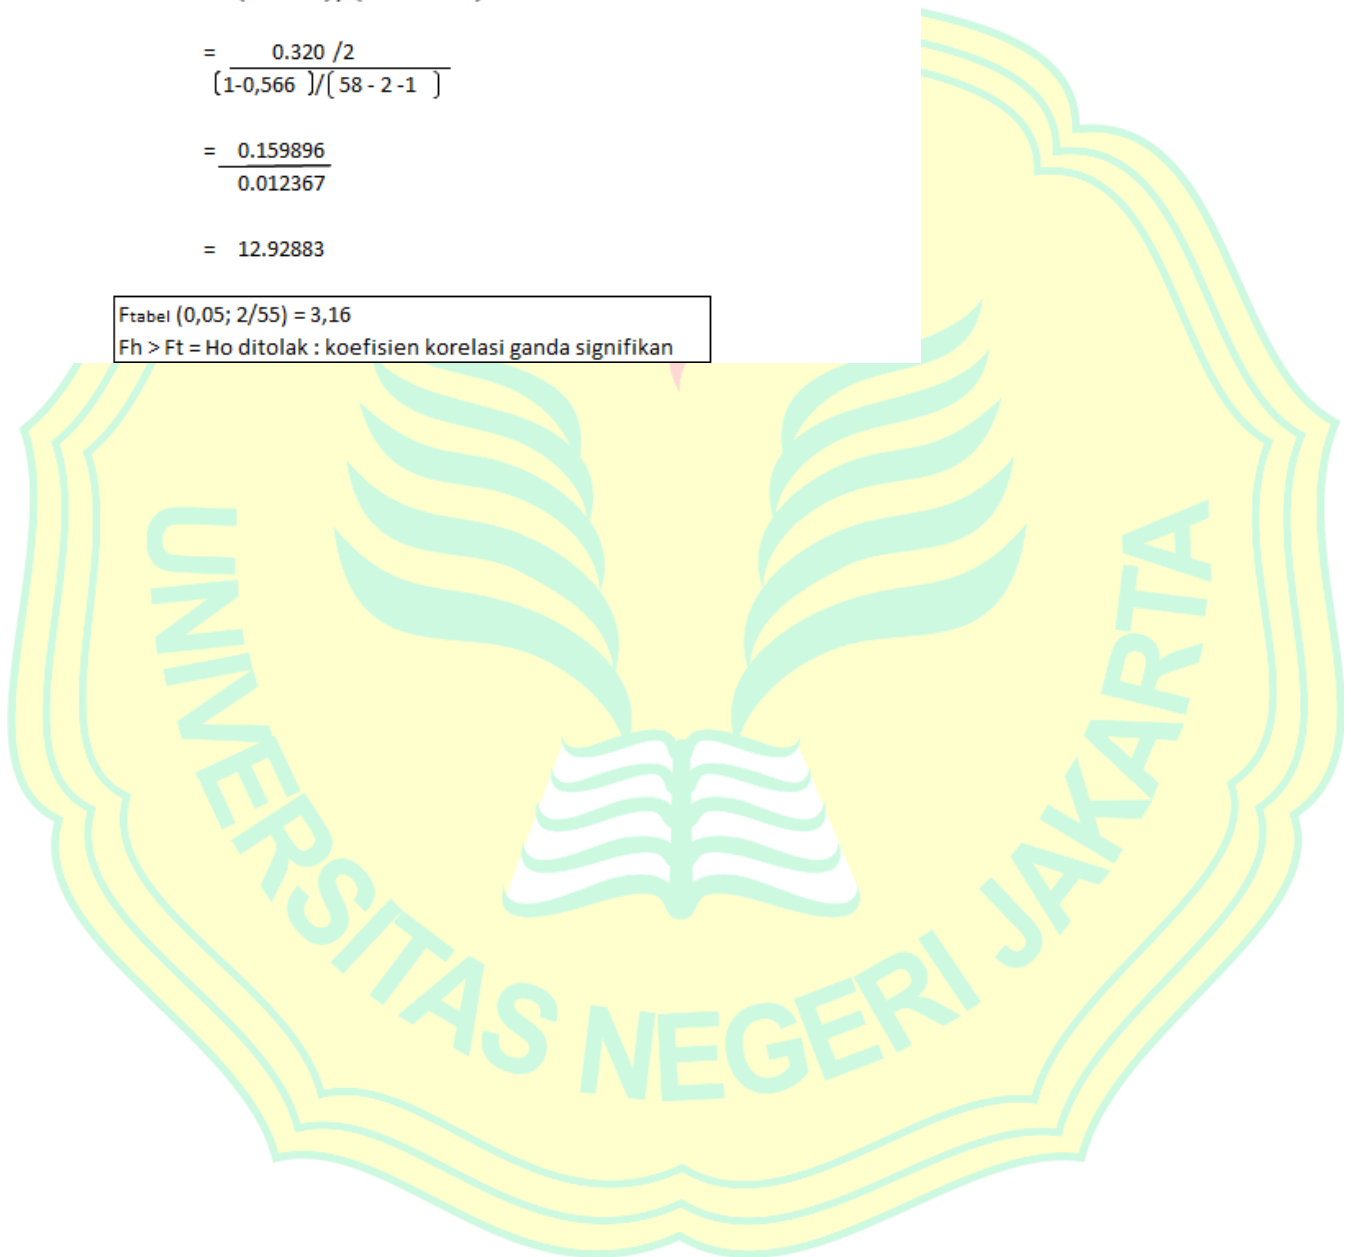 = 0.320 /2
(1-0,566 )/( 58 - 2 -1 )
= 0.159896
0.012367
= 12.92883
Ftabel (0,05; 2/55) = 3,16
Fh > Ft = Ho ditolak : koefisien korelasi ganda signifikan
UNIVERSITAS NEGERI JAKARTA